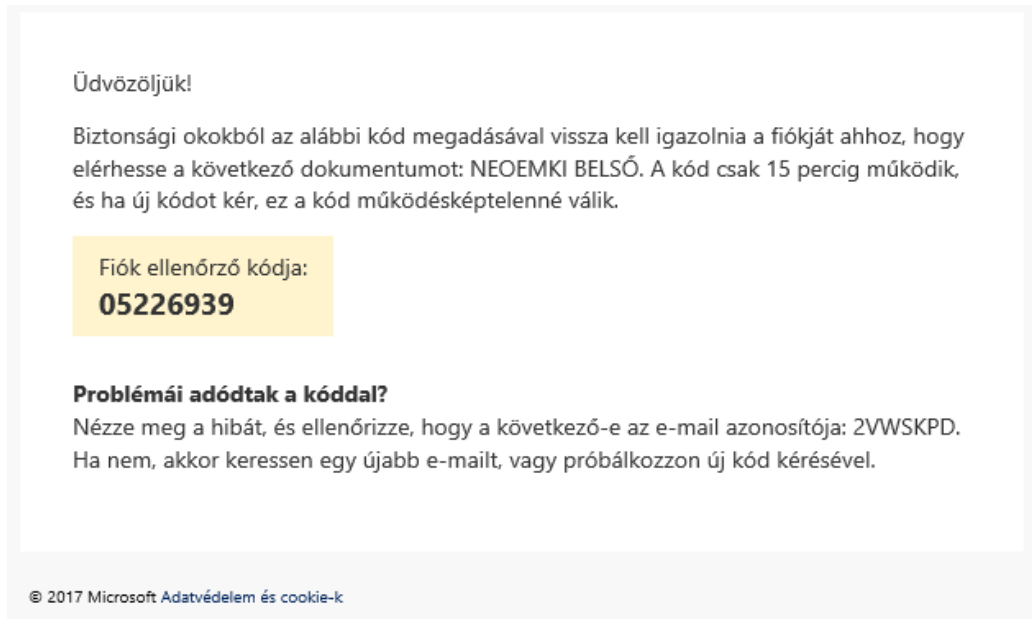 Üdvözöljük!
Biztonsági okokból az alábbi kód megadásával vissza kell igazolnia a fiókját ahhoz, hogy
elérhesse a következő dokumentumot: NEOEMKI BELSŐ. A kód csak 15 percig működik,
és ha új kódot kér, ez a kód működésképtelenné válik.
Fiók ellenőrző kódja:
05226939
Problémái adódtak a kóddal?
Nézze meg a hibát, és ellenőrizze, hogy a következő-e az e-mail azonosítója: 2VWSKPD.
Ha nem, akkor keressen egy újabb e-mailt, vagy próbálkozzon új kód kérésével.
© 2017 Microsoft Adatvédelem és cookie-k